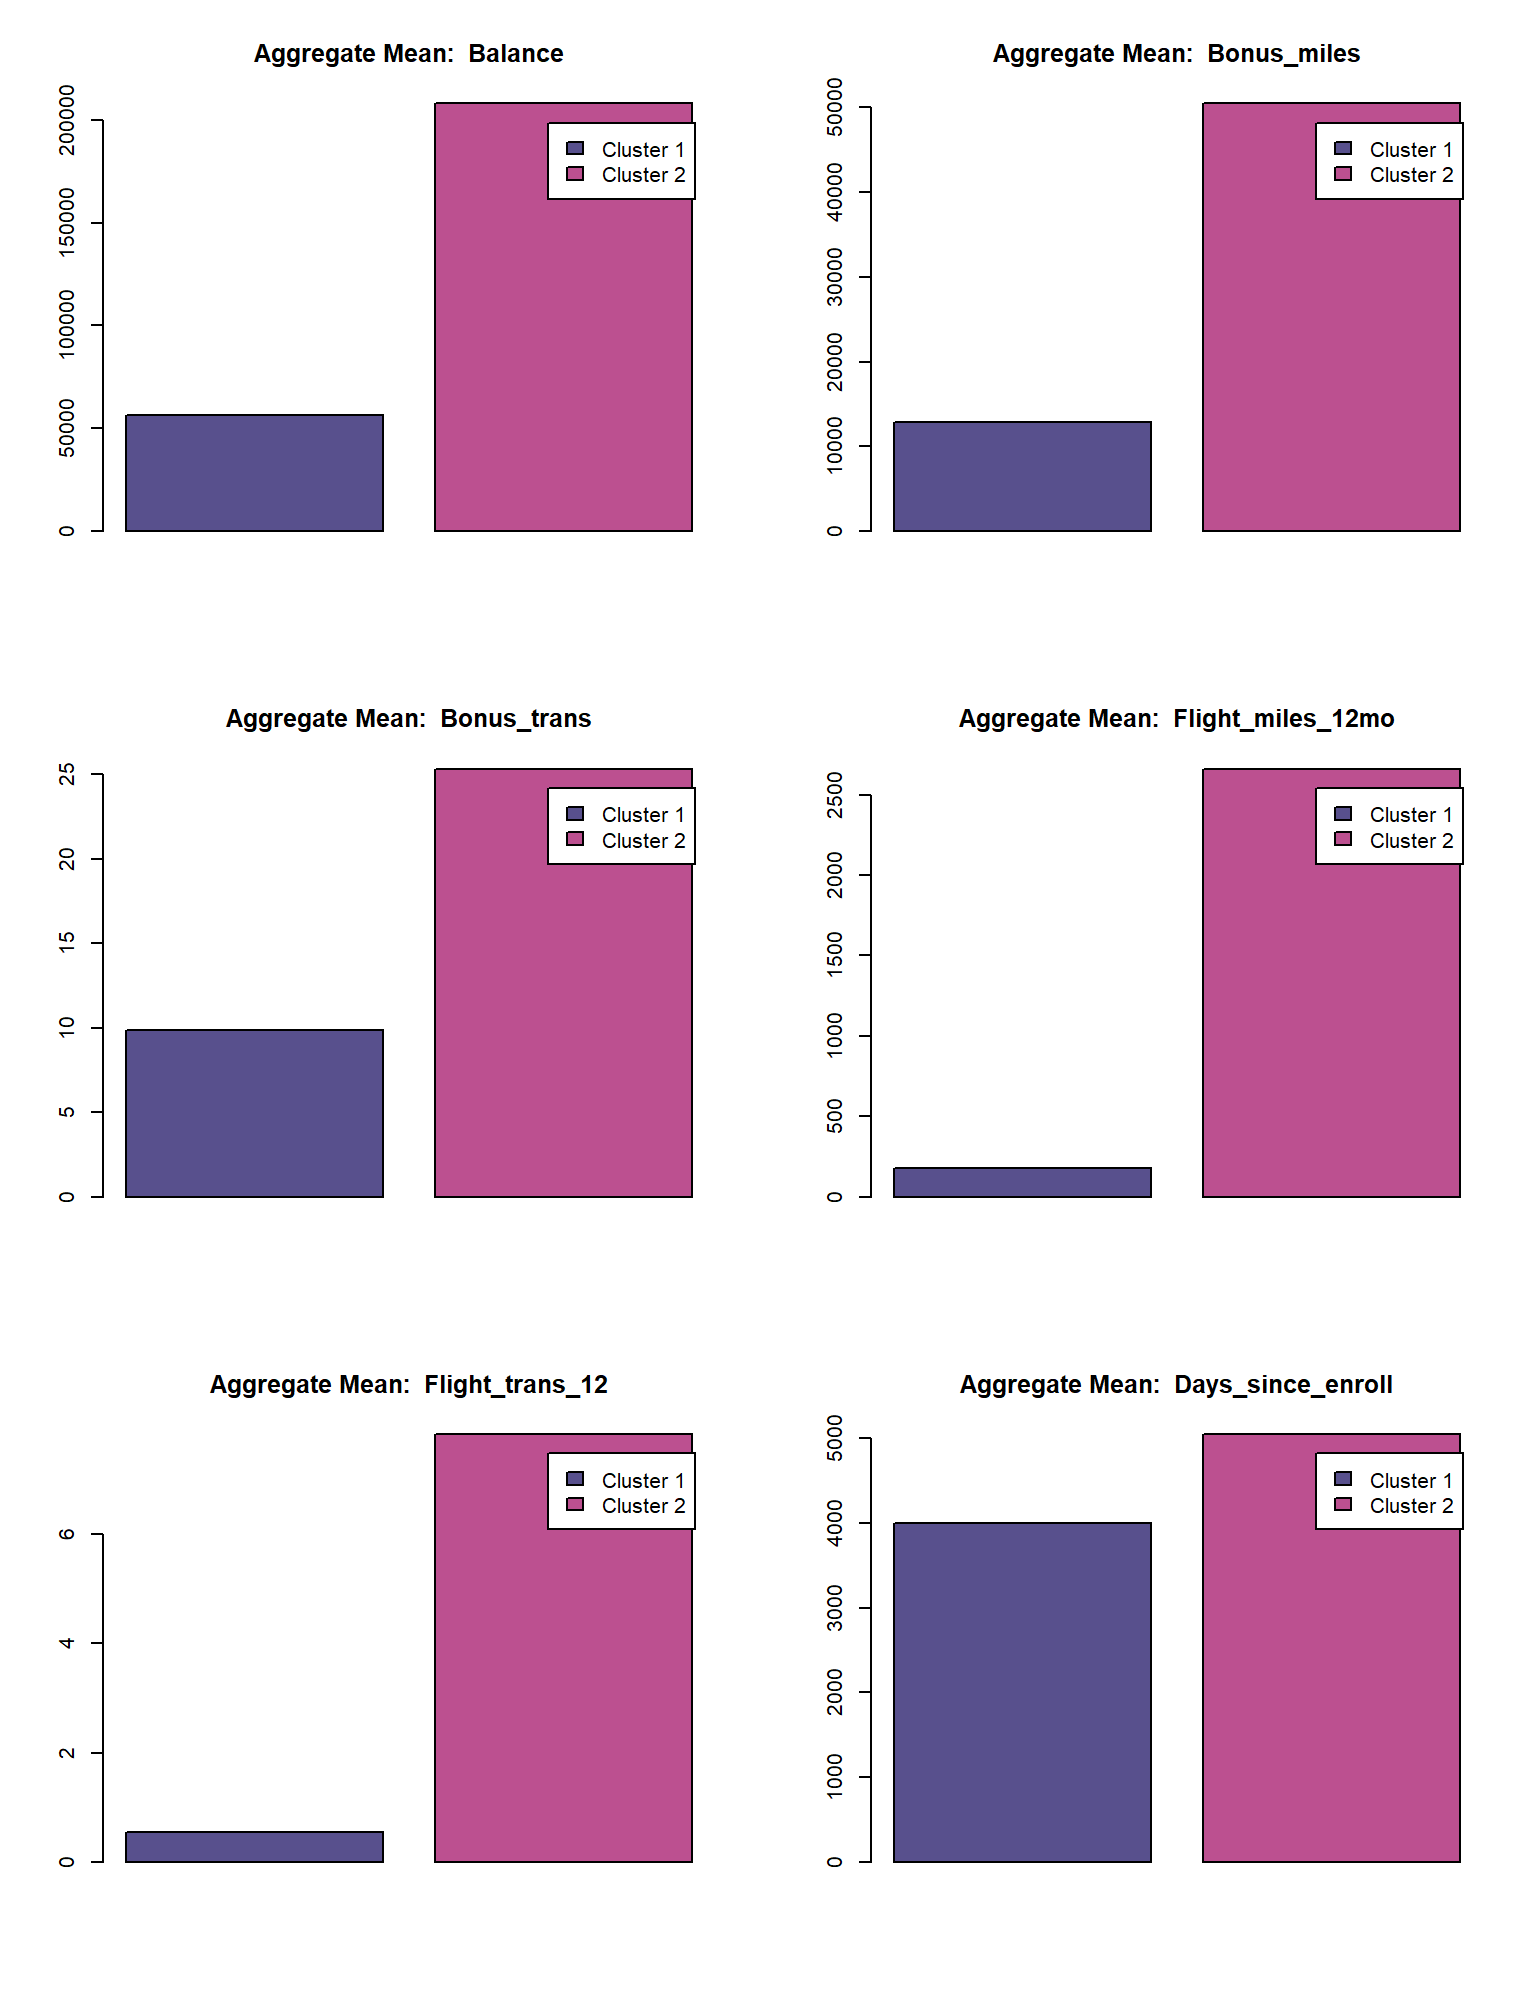 Aggregate Mean:  Balance
200000
150000
100000
50000
0
Cluster 1
Cluster 2
Aggregate Mean:  Bonus_miles
50000
40000
30000
20000
10000
0
Cluster 1
Cluster 2
Aggregate Mean:  Bonus_trans
25
20
15
10
5
0
Cluster 1
Cluster 2
Aggregate Mean:  Flight_miles_12mo
2500
2000
1500
1000
500
0
Cluster 1
Cluster 2
Aggregate Mean:  Flight_trans_12
6
4
2
0
Cluster 1
Cluster 2
Aggregate Mean:  Days_since_enroll
5000
4000
3000
2000
1000
0
Cluster 1
Cluster 2